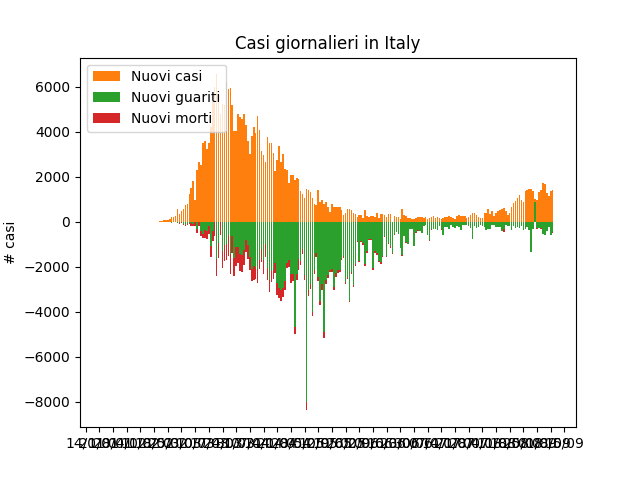 Casi giornalieri in Italy
Nuovi casi
Nuovi guariti
Nuovi morti
# casi
6000
4000
2000
0
−2000
−4000
−6000
−8000